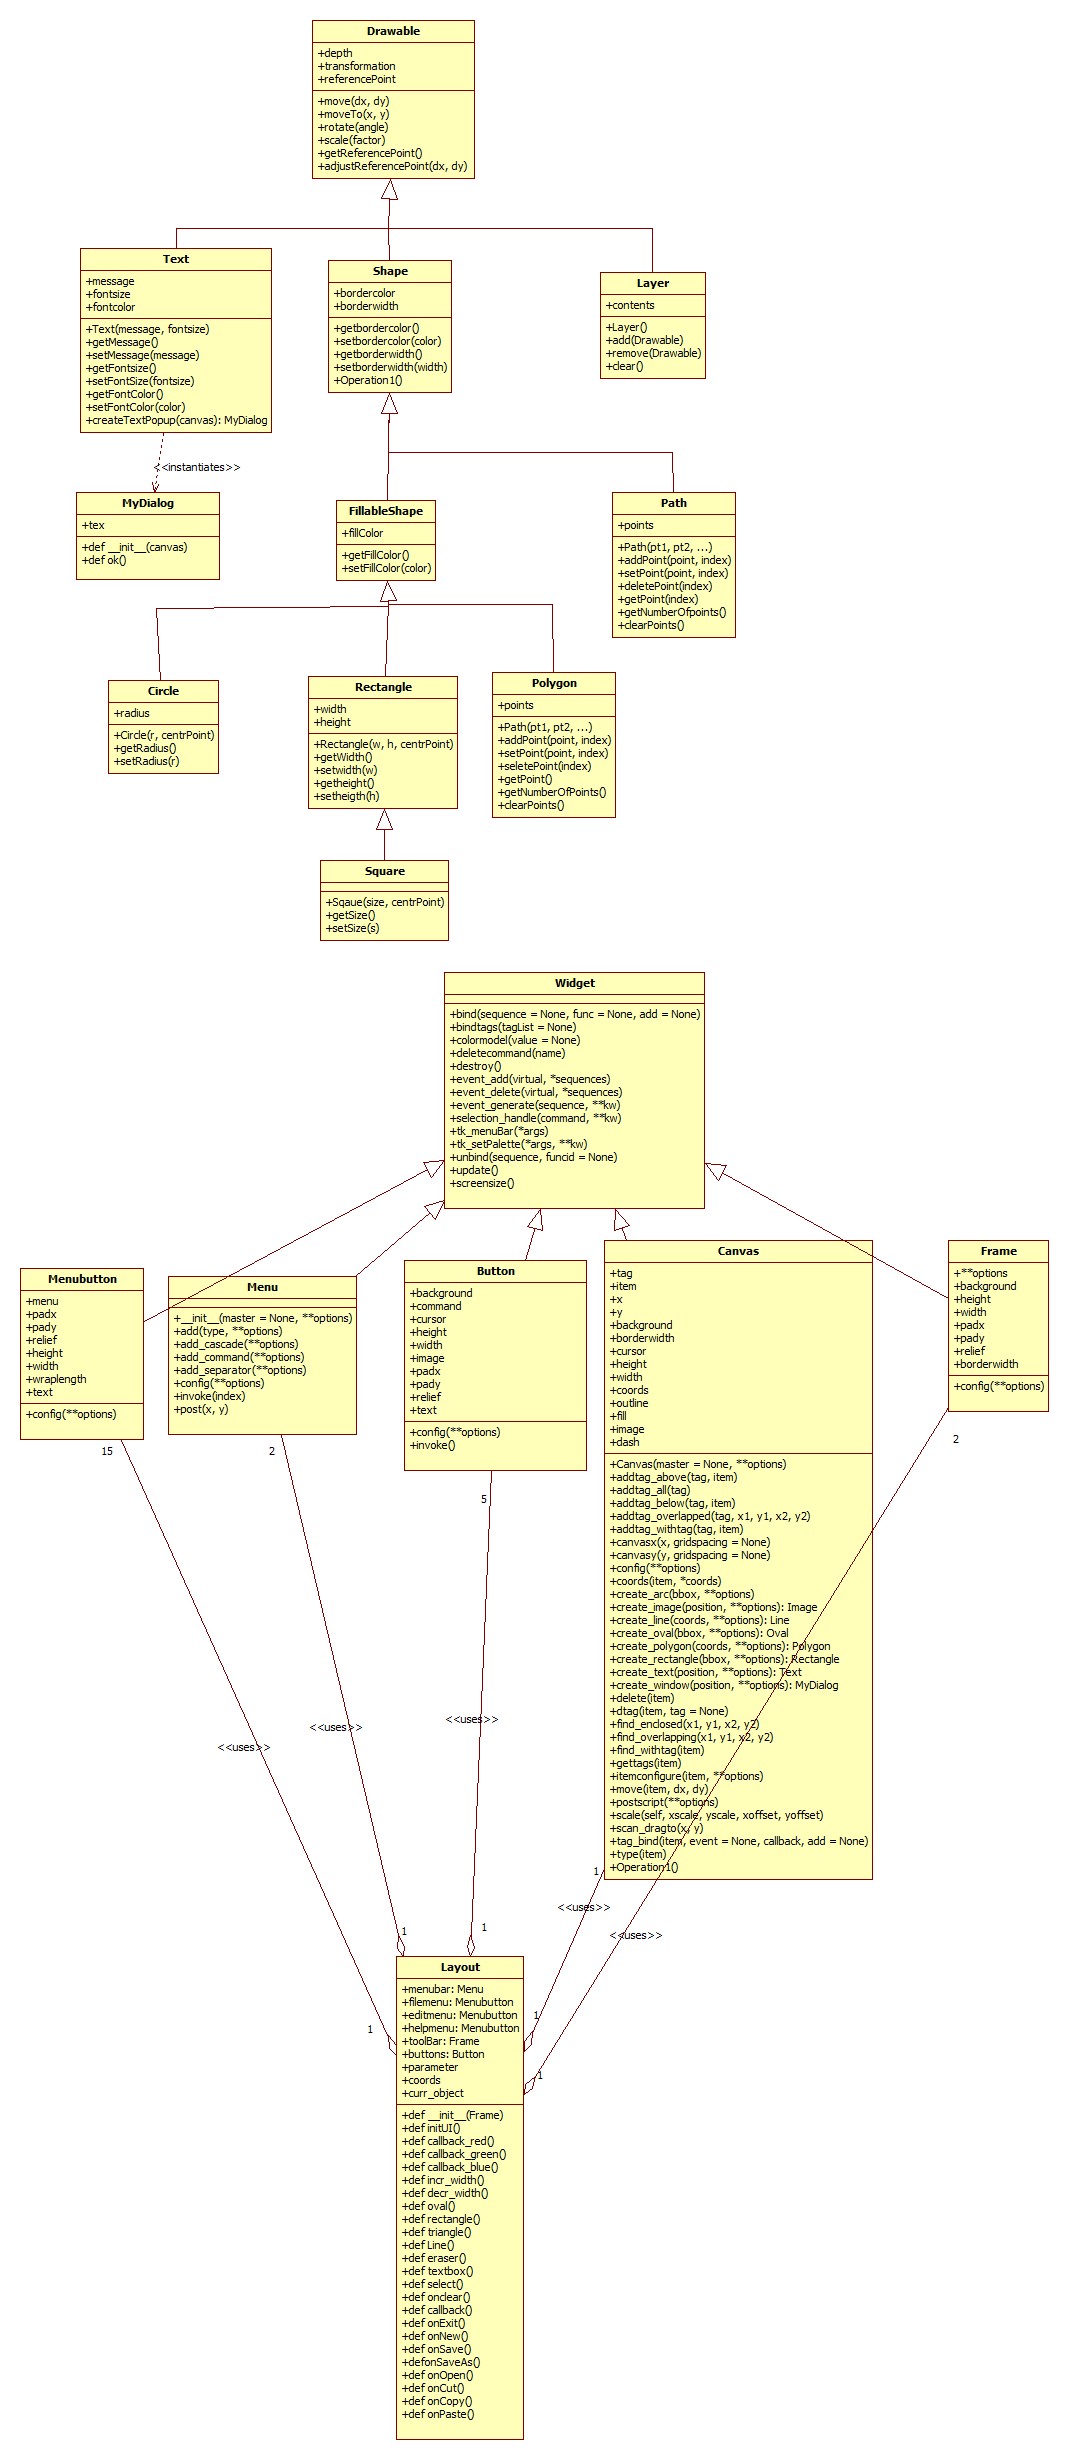 Drawable
+depth
+transformation
+referencePoint
+move(dx, dy)
+moveTo(x, y)
+rotate(angle)
+scale(factor)
+getReferencePoint()
+adjustReferencePoint(dx, dy)
Text
+message
+fontsize
+fontcolor
+Text(message, fontsize)
+getMessage()
+setMessage(message)
+getFontsize()
+setFontSize(fontsize)
+getFontColor()
+setFontColor(color)
+createTextPopup(canvas): MyDialog
Shape
+bordercolor
+borderwidth
+getbordercolor()
+setbordercolor(color)
+getborderwidth()
+setborderwidth(width)
+Operation1()
Layer
+contents
+Layer()
+add(Drawable)
+remove(Drawable)
+clear()
<<instantiates>>
MyDialog
+tex
+def __init__(canvas)
+def ok()
FillableShape
+fillColor
+getFillColor()
+setFillColor(color)
Path
+points
+Path(pt1, pt2, ...)
+addPoint(point, index)
+setPoint(point, index)
+deletePoint(index)
+getPoint(index)
+getNumberOfpoints()
+clearPoints()
Circle
+radius
+Circle(r, centrPoint)
+getRadius()
+setRadius(r)
Rectangle
+width
+height
+Rectangle(w, h, centrPoint)
+getWidth()
+setwidth(w)
+getheight()
+setheigth(h)
Polygon
+points
+Path(pt1, pt2, ...)
+addPoint(point, index)
+setPoint(point, index)
+seletePoint(index)
+getPoint()
+getNumberOfPoints()
+clearPoints()
Square
+Sqaue(size, centrPoint)
+getSize()
+setSize(s)
Widget
+bind(sequence = None, func = None, add = None)
+bindtags(tagList = None)
+colormodel(value = None)
+deletecommand(name)
+destroy()
+event_add(virtual, *sequences)
+event_delete(virtual, *sequences)
+event_generate(sequence, **kw)
+selection_handle(command, **kw)
+tk_menuBar(*args)
+tk_setPalette(*args, **kw)
+unbind(sequence, funcid = None)
+update()
+screensize()
Menubutton
+menu
+padx
+pady
+relief
+height
+width
+wraplength
+text
+config(**options)
Menu
+__init__(master = None, **options)
+add(type, **options)
+add_cascade(**options)
+add_command(**options)
+add_separator(**options)
+config(**options)
+invoke(index)
+post(x, y)
Button
+background
+command
+cursor
+height
+width
+image
+padx
+pady
+relief
+text
+config(**options)
+invoke()
Canvas
+tag
+item
+x
+y
+background
+borderwidth
+cursor
+height
+width
+coords
+outline
+fill
+image
+dash
+Canvas(master = None, **options)
+addtag_above(tag, item)
+addtag_all(tag)
+addtag_below(tag, item)
+addtag_overlapped(tag, x1, y1, x2, y2)
+addtag_withtag(tag, item)
+canvasx(x, gridspacing = None)
+canvasy(y, gridspacing = None)
+config(**options)
+coords(item, *coords)
+create_arc(bbox, **options)
+create_image(position, **options): Image
+create_line(coords, **options): Line
+create_oval(bbox, **options): Oval
+create_polygon(coords, **options): Polygon
+create_rectangle(bbox, **options): Rectangle
+create_text(position, **options): Text
+create_window(position, **options): MyDialog
+delete(item)
+dtag(item, tag = None)
+find_enclosed(x1, y1, x2, y2)
+find_overlapping(x1, y1, x2, y2)
+find_withtag(item)
+gettags(item)
+itemconfigure(item, **options)
+move(item, dx, dy)
+postscript(**options)
+scale(self, xscale, yscale, xoffset, yoffset)
+scan_dragto(x, y)
+tag_bind(item, event = None, callback, add = None)
+type(item)
+Operation1()
Frame
+**options
+background
+height
+width
+padx
+pady
+relief
+borderwidth
+config(**options)
15
2
5
2
<<uses>>
<<uses>>
<<uses>>
1
<<uses>>
<<uses>>
1
1
1
1
1
Layout
+menubar: Menu
+filemenu: Menubutton
+editmenu: Menubutton
+helpmenu: Menubutton
+toolBar: Frame
+buttons: Button
+parameter
+coords
+curr_object
+def __init__(Frame)
+def initUI()
+def callback_red()
+def callback_green()
+def callback_blue()
+def incr_width()
+def decr_width()
+def oval()
+def rectangle()
+def triangle()
+def Line()
+def eraser()
+def textbox()
+def select()
+def onclear()
+def callback()
+def onExit()
+def onNew()
+def onSave()
+defonSaveAs()
+def onOpen()
+def onCut()
+def onCopy()
+def onPaste()